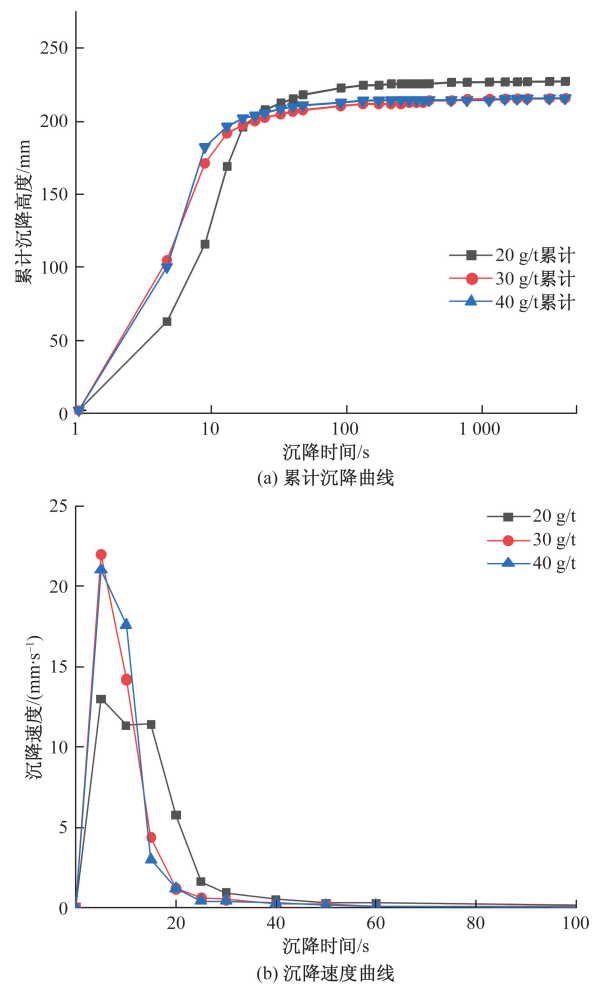 250
200
150
100
50
0
累计沉降高度/mm
20 g/t累计
30 g/t累计
40 g/t累计
1
10
100
1 000
沉降时间/s
(a) 累计沉降曲线
25
20
15
10
5
0
沉降速度/(mm·s⁻¹)
20 g/t
30 g/t
40 g/t
20
40
60
80
100
沉降时间/s
(b) 沉降速度曲线